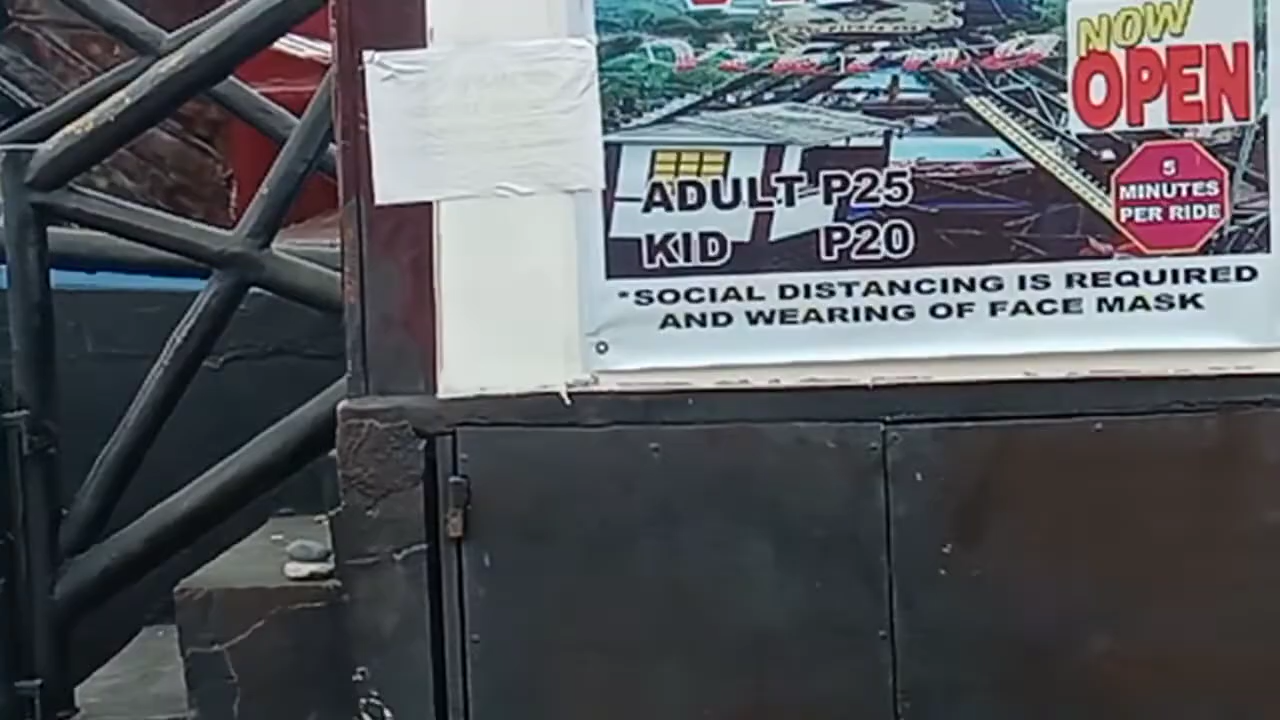 NOW
OPEN
5
MINUTES
PER RIDE
ADULT P25
KID P20
*SOCIAL DISTANCING IS REQUIRED
AND WEARING OF FACE MASK